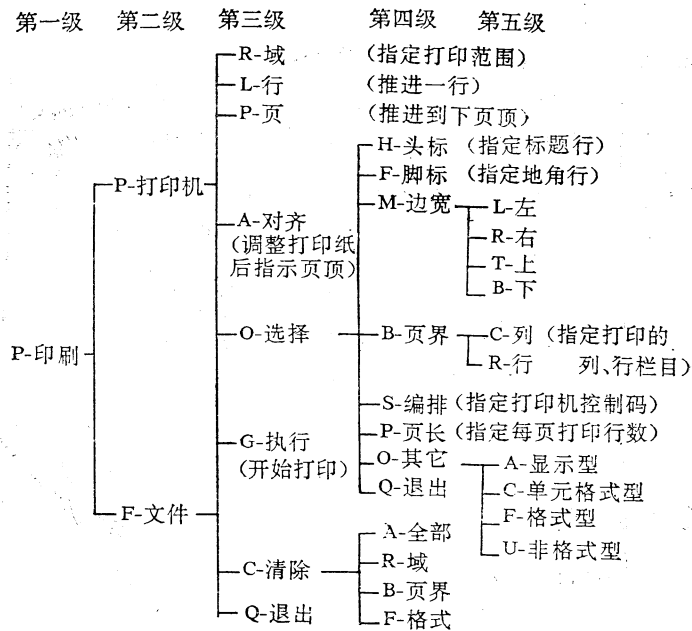 第一级 第二级 第三级 第四级 第五级
R-域 (指定打印范围)
L-行 (推进一行)
P-页 (推进到下页顶)
H-头标 (指定标题行)
F-脚标 (指定地角行)
P-打印机
M-边宽 L-左
A-对齐 R-右
(调整打印纸 T-上
后指示页顶) B-下
O-选择 B-页界 C-列 (指定打印的
P-印刷 R-行 列、行栏目)
S-编排 (指定打印机控制码)
G-执行 P-页长 (指定每页打印行数)
(开始打印) O-其它 A-显示型
Q-退出 C-单元格式型
F-文件 F-格式型
A-全部 U-非格式型
C-清除 R-域
B-页界
Q-退出 F-格式